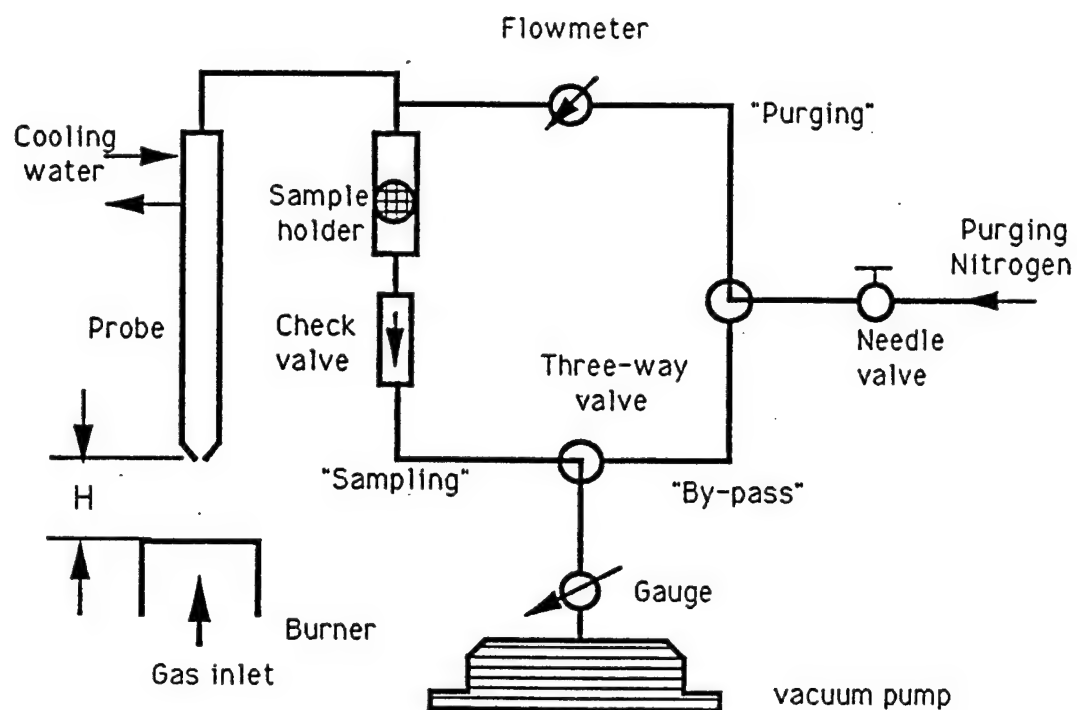 Flowmeter
"Purging"
Cooling
water
Sample
holder
Purging
Nitrogen
Probe
Check
valve
Needle
valve
Three-way
valve
"Sampling"
"By-pass"
H
Gauge
Burner
Gas inlet
vacuum pump